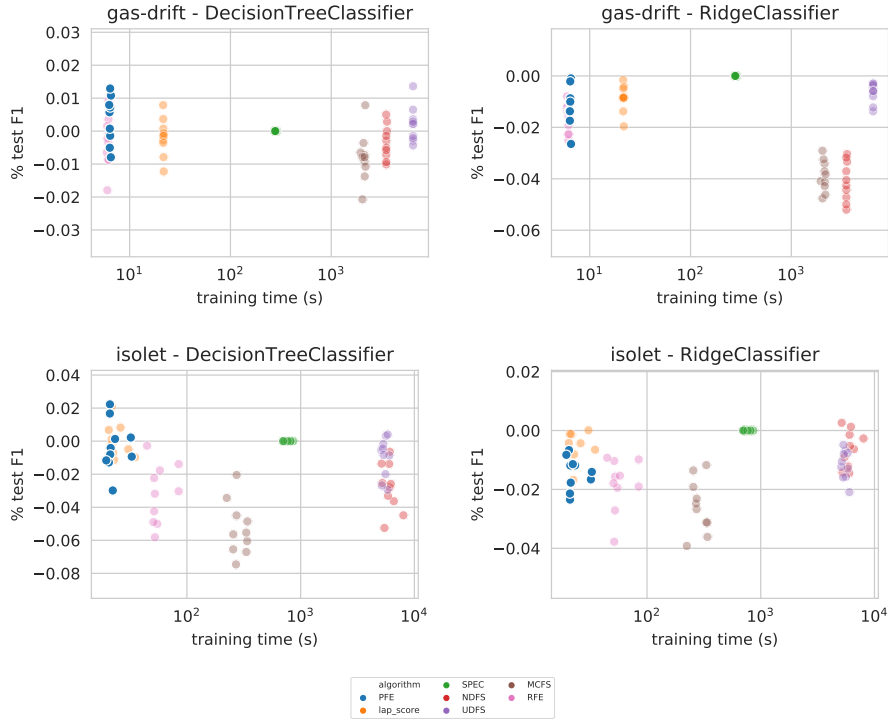 gas-drift - DecisionTreeClassifier
0.03
0.02
0.01
0.00
−0.01
−0.02
−0.03
% test F1
10¹ 10² 10³
training time (s)
gas-drift - RidgeClassifier
0.00
−0.02
−0.04
−0.06
% test F1
10¹ 10² 10³
training time (s)
isolet - DecisionTreeClassifier
0.04
0.02
0.00
−0.02
−0.04
−0.06
−0.08
% test F1
10² 10³ 10⁴
training time (s)
isolet - RidgeClassifier
0.02
0.00
−0.02
−0.04
% test F1
10² 10³ 10⁴
training time (s)
algorithm SPEC MCFS
PFE NDFS RFE
lap_score UDFS